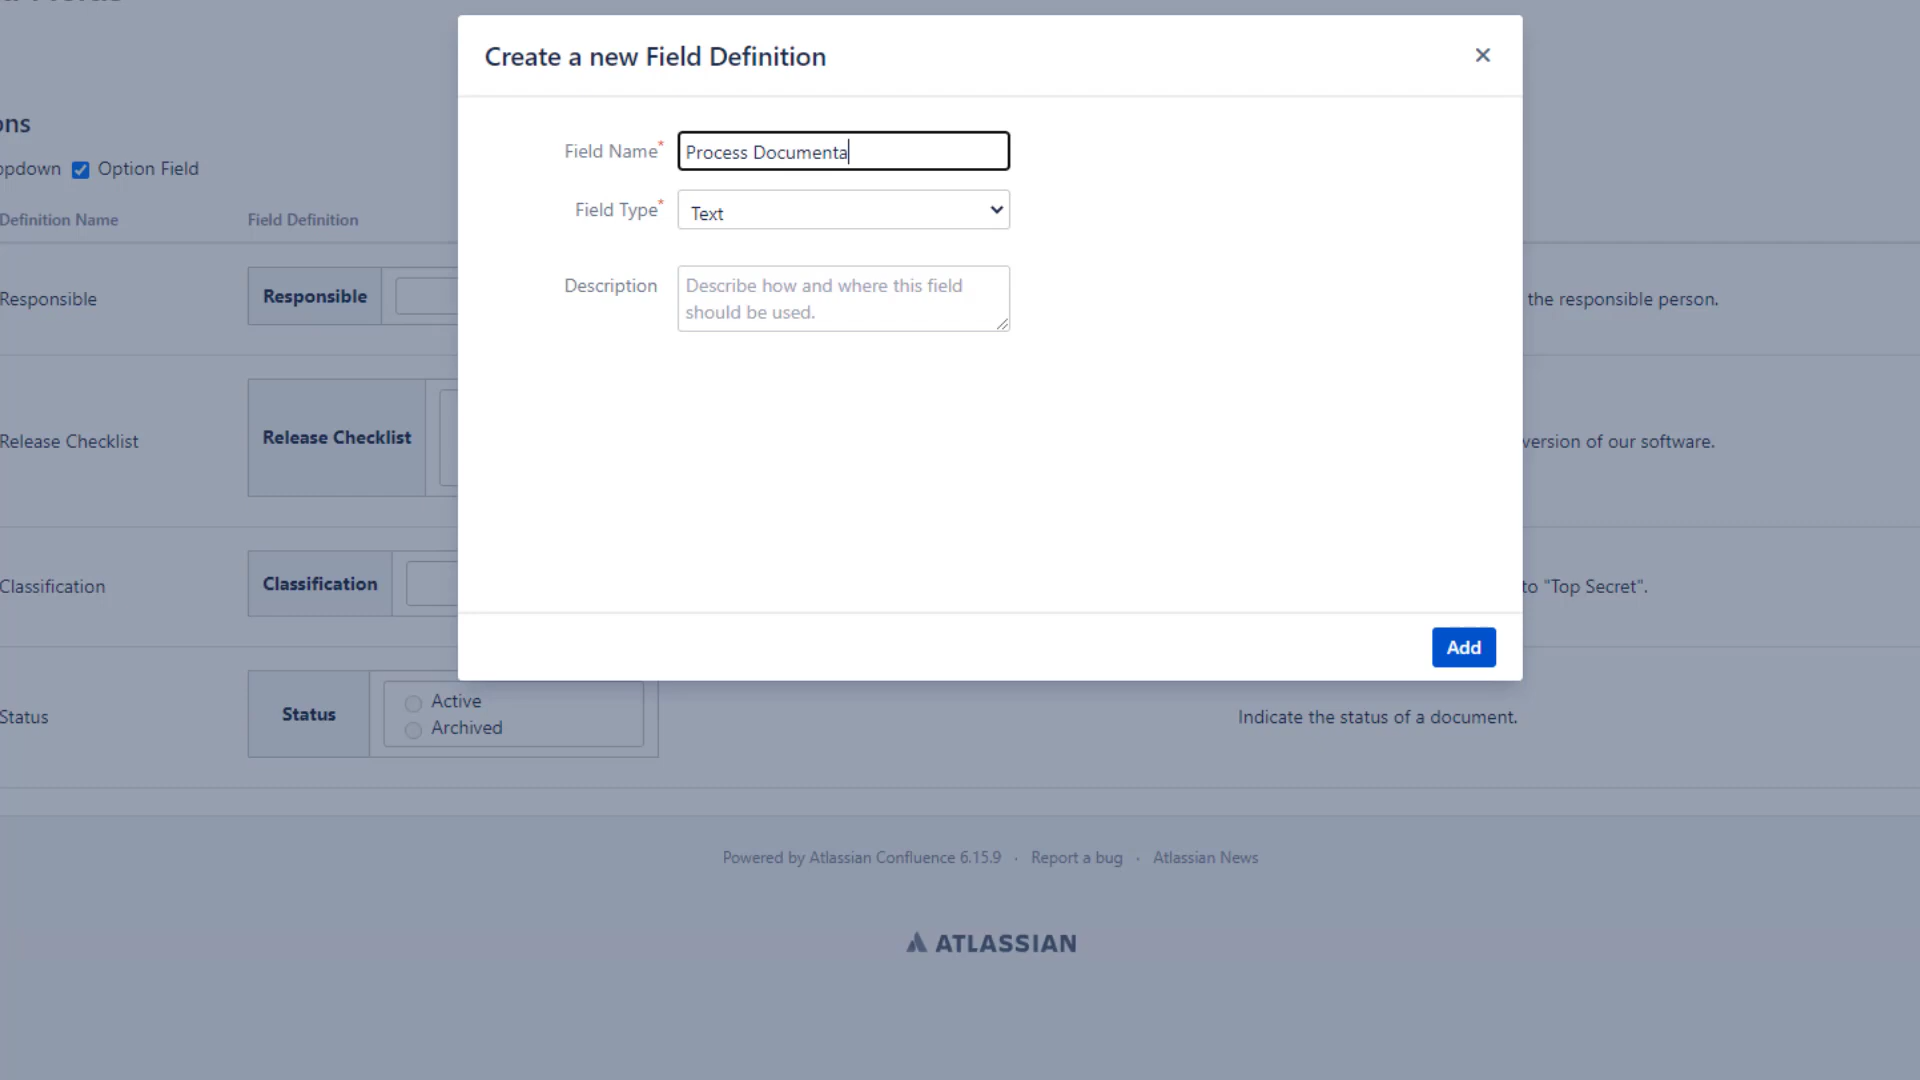 Create a new Field Definition
Field Name*
Process Documenta
Field Type*
Text
Description
Describe how and where this field
should be used.
Add
ons
opdown Option Field
Definition Name Field Definition
Responsible Responsible the responsible person.
Release Checklist Release Checklist version of our software.
Classification Classification to "Top Secret".
Status Status
Active
Archived
Indicate the status of a document.
Powered by Atlassian Confluence 6.15.9 · Report a bug · Atlassian News
ATLASSIAN